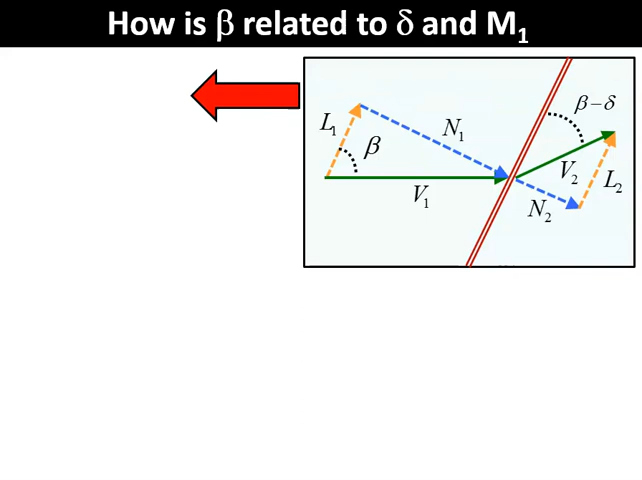 How is β related to δ and M₁
L₁
β
N₁
V₁
β−δ
V₂
L₂
N₂